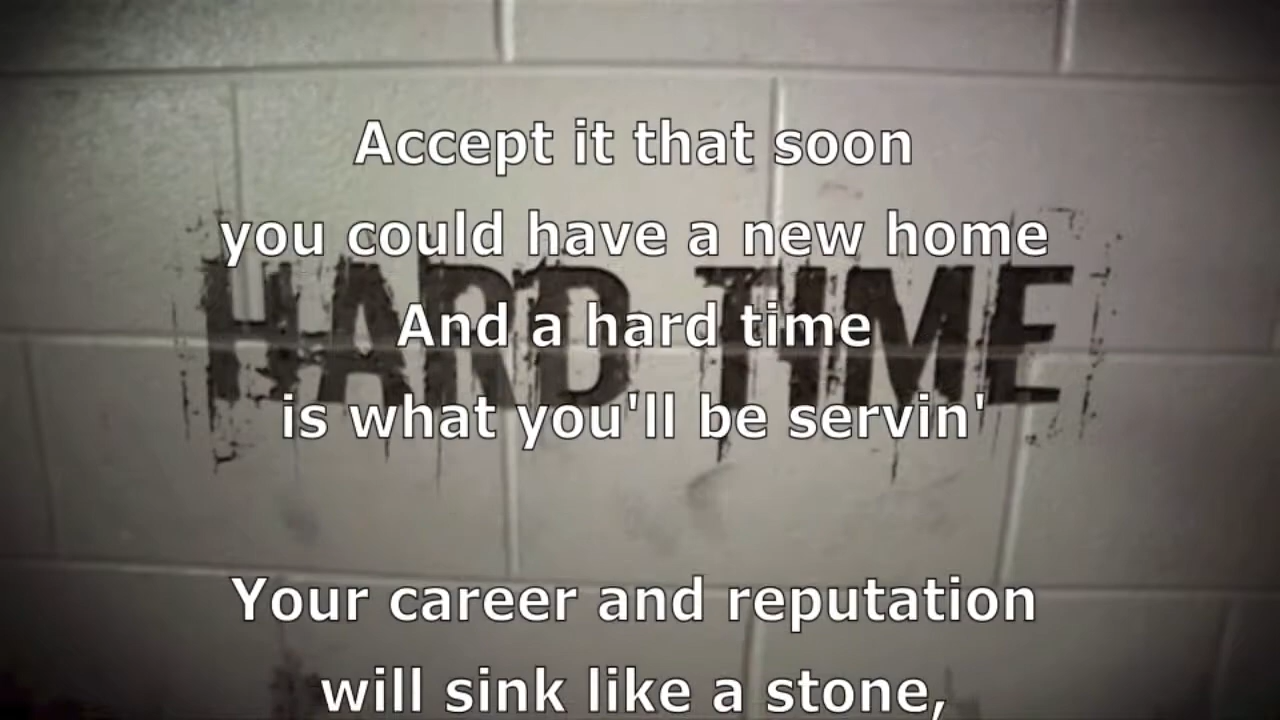 Accept it that soon
you could have a new home
HARD TIME
And a hard time
is what you'll be servin'
Your career and reputation
will sink like a stone,